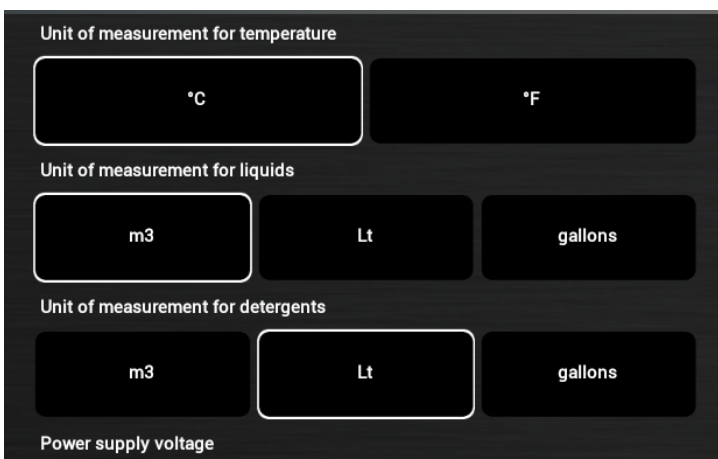 Unit of measurement for temperature
°C °F
Unit of measurement for liquids
m3 Lt gallons
Unit of measurement for detergents
m3 Lt gallons
Power supply voltage